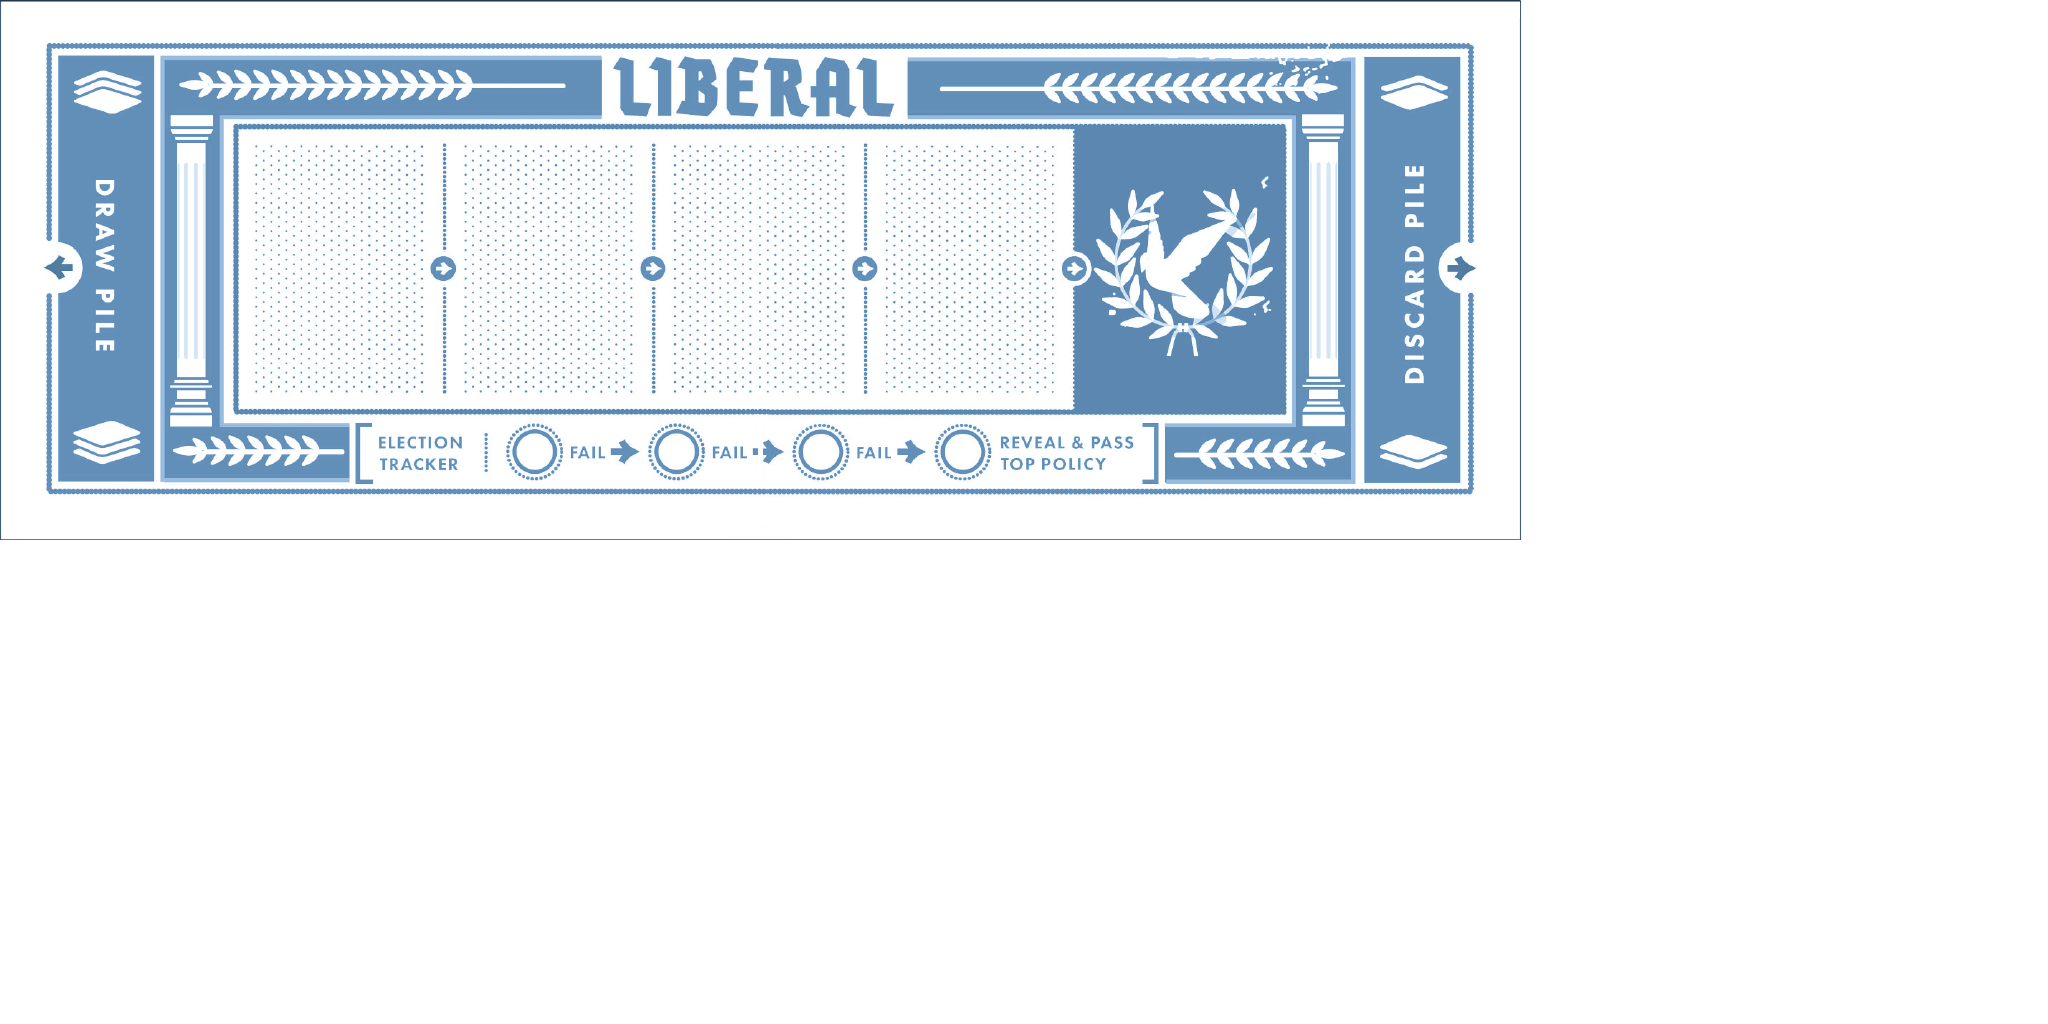 LIBERAL
DRAW PILE
DISCARD PILE
ELECTION
TRACKER
FAIL
FAIL
FAIL
REVEAL & PASS
TOP POLICY